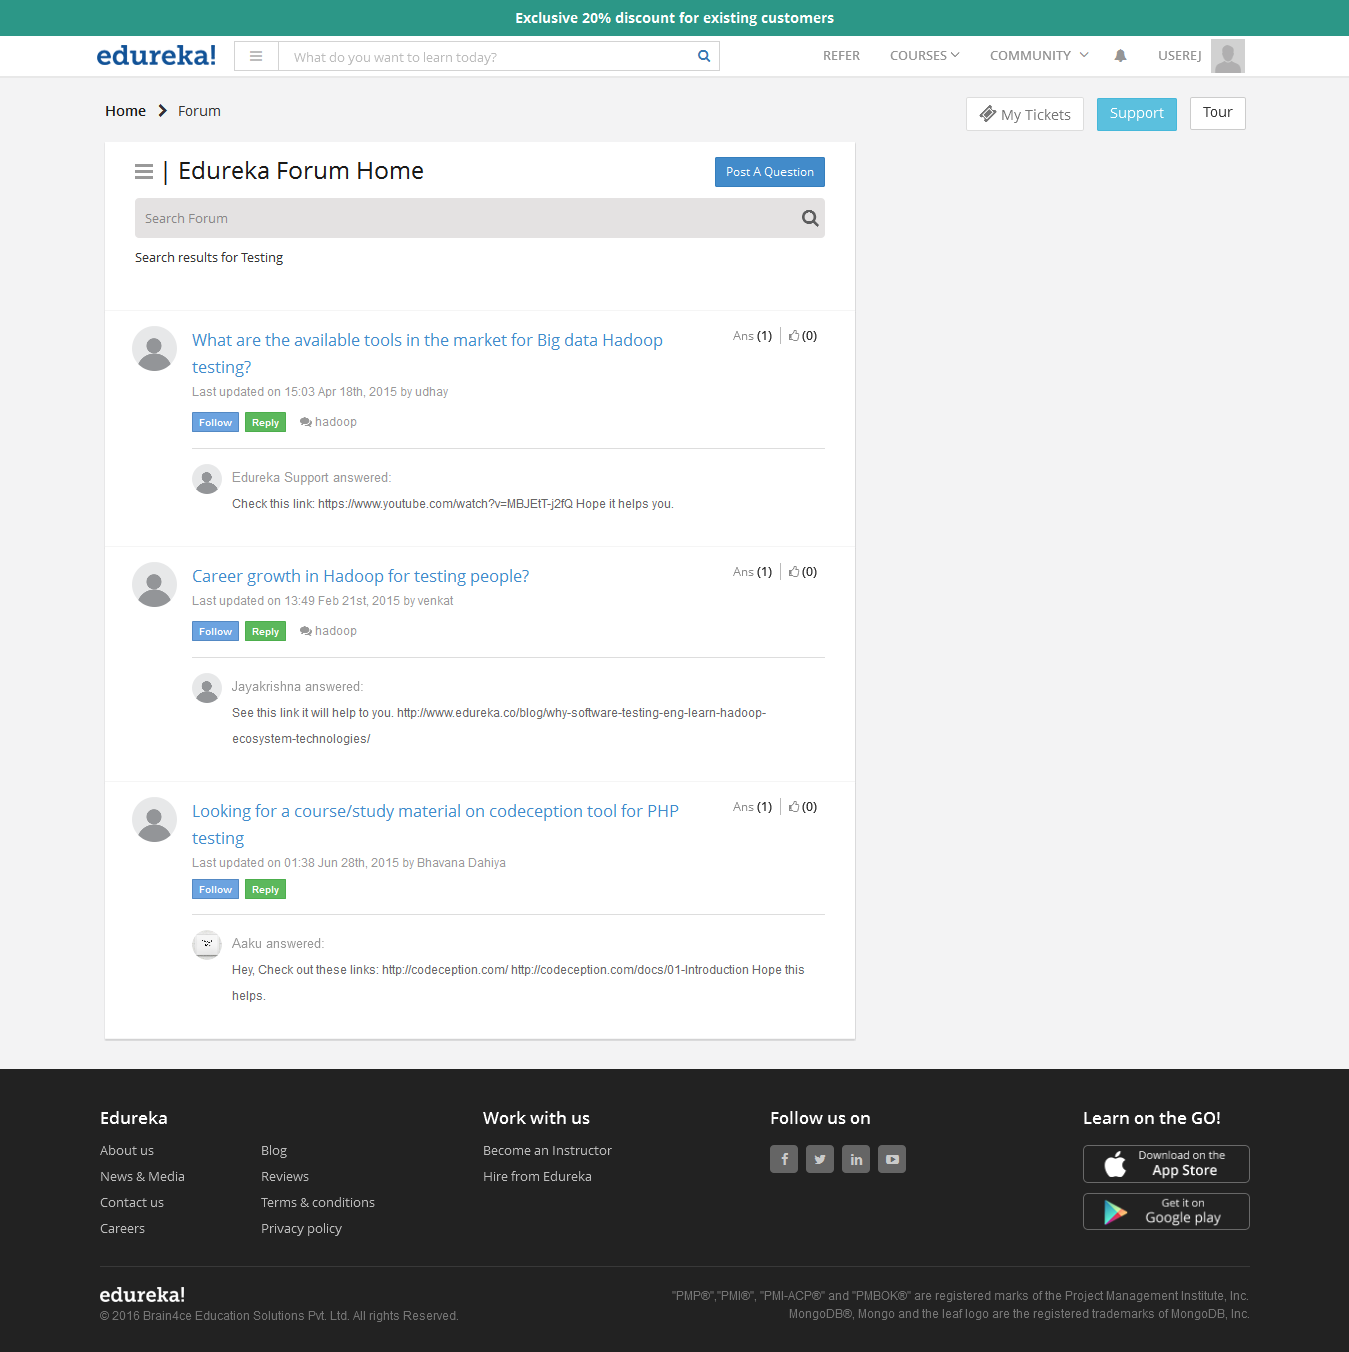 Exclusive 20% discount for existing customers
edureka!
What do you want to learn today?
REFER
COURSES
COMMUNITY
USEREJ
Home
Forum
My Tickets
Support
Tour
| Edureka Forum Home
Post A Question
Search Forum
Search results for Testing
What are the available tools in the market for Big data Hadoop
testing?
Ans (1)
(0)
Last updated on 15:03 Apr 18th, 2015 by udhay
Follow
Reply
hadoop
Edureka Support answered:
Check this link: https://www.youtube.com/watch?v=MBJEtT-j2fQ Hope it helps you.
Career growth in Hadoop for testing people?
Ans (1)
(0)
Last updated on 13:49 Feb 21st, 2015 by venkat
Follow
Reply
hadoop
Jayakrishna answered:
See this link it will help to you. http://www.edureka.co/blog/why-software-testing-eng-learn-hadoop-
ecosystem-technologies/
Looking for a course/study material on codeception tool for PHP
testing
Ans (1)
(0)
Last updated on 01:38 Jun 28th, 2015 by Bhavana Dahiya
Follow
Reply
Aaku answered:
Hey, Check out these links: http://codeception.com/ http://codeception.com/docs/01-Introduction Hope this
helps.
Edureka
About us
News & Media
Contact us
Careers
Blog
Reviews
Terms & conditions
Privacy policy
Work with us
Become an Instructor
Hire from Edureka
Follow us on
Learn on the GO!
Download on the
App Store
Get it on
Google play
edureka!
© 2016 Brain4ce Education Solutions Pvt. Ltd. All rights Reserved.
"PMP®","PMI®", "PMI-ACP®" and "PMBOK®" are registered marks of the Project Management Institute, Inc.
MongoDB®, Mongo and the leaf logo are the registered trademarks of MongoDB, Inc.